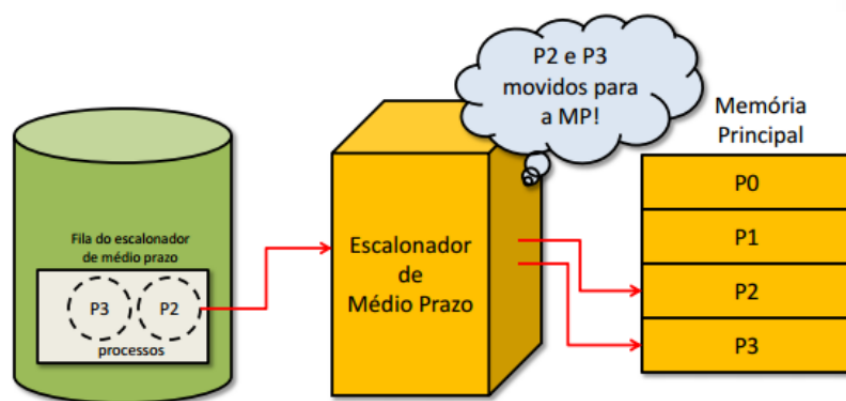 P2 e P3
movidos para
a MP!
Memória
Principal
Fila do escalonador
de médio prazo
P3
P2
processos
Escalonador
de
Médio Prazo
P0
P1
P2
P3